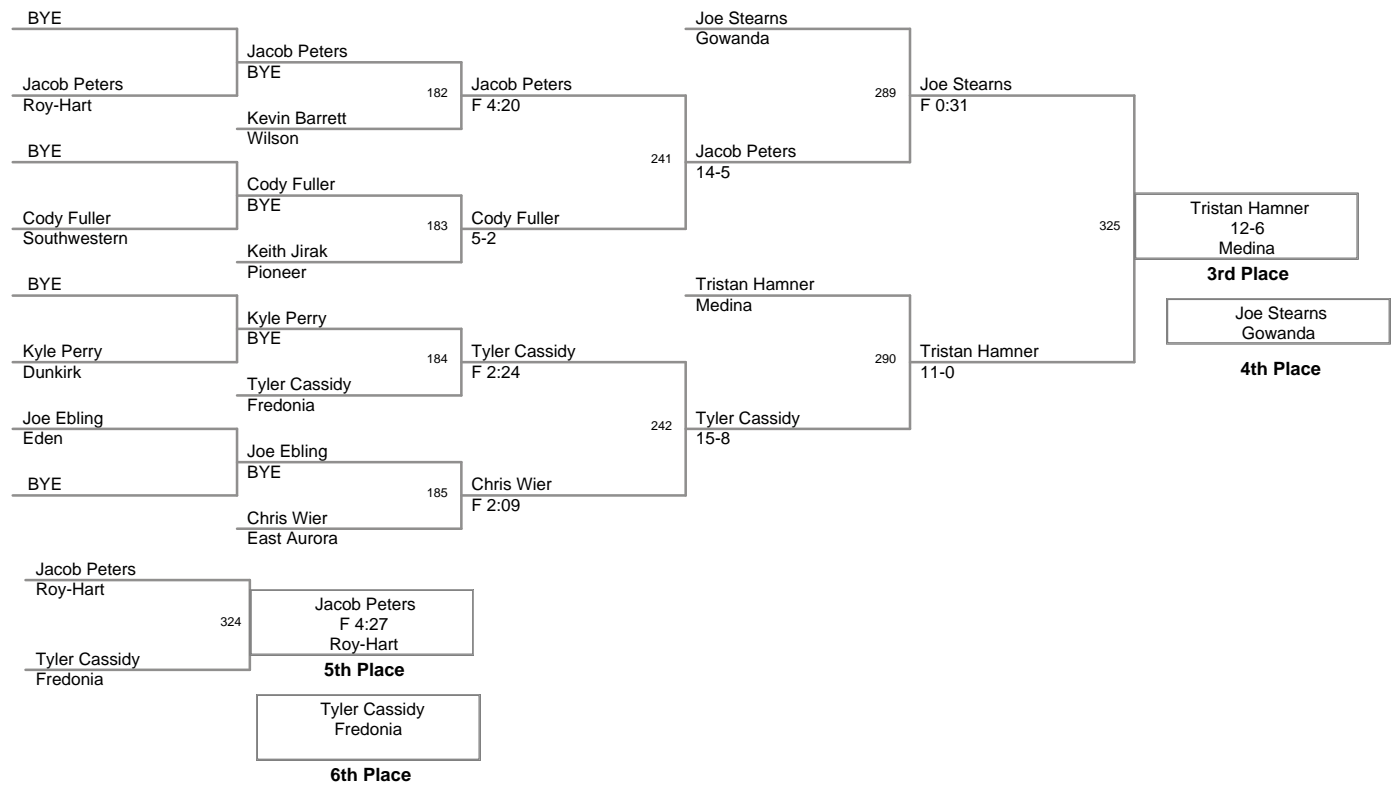 BYE
Jacob Peters
Roy-Hart
BYE
Cody Fuller
Southwestern
BYE
Kyle Perry
Dunkirk
Joe Ebling
Eden
BYE
Jacob Peters
BYE
182
Kevin Barrett
Wilson
Cody Fuller
BYE
183
Keith Jirak
Pioneer
Kyle Perry
BYE
184
Tyler Cassidy
Fredonia
Joe Ebling
BYE
185
Chris Wier
East Aurora
Jacob Peters
F 4:20
241
Cody Fuller
5-2
Tyler Cassidy
F 2:24
242
Chris Wier
F 2:09
Joe Stearns
Gowanda
289
Jacob Peters
14-5
Tristan Hamner
Medina
290
Tyler Cassidy
15-8
Joe Stearns
F 0:31
325
Tristan Hamner
11-0
Tristan Hamner
12-6
Medina
3rd Place
Joe Stearns
Gowanda
4th Place
Jacob Peters
Roy-Hart
324
Tyler Cassidy
Fredonia
Jacob Peters
F 4:27
Roy-Hart
5th Place
Tyler Cassidy
Fredonia
6th Place